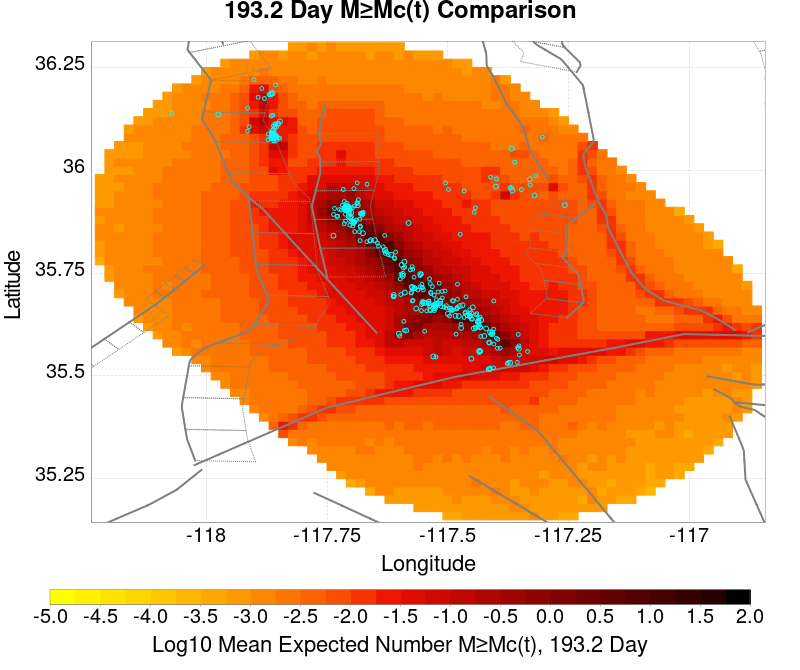 193.2 Day M≥Mc(t) Comparison
36.25
36
35.75
35.5
35.25
Latitude
-118 -117.75 -117.5 -117.25 -117
Longitude
-5.0 -4.5 -4.0 -3.5 -3.0 -2.5 -2.0 -1.5 -1.0 -0.5 0.0 0.5 1.0 1.5 2.0
Log10 Mean Expected Number M≥Mc(t), 193.2 Day